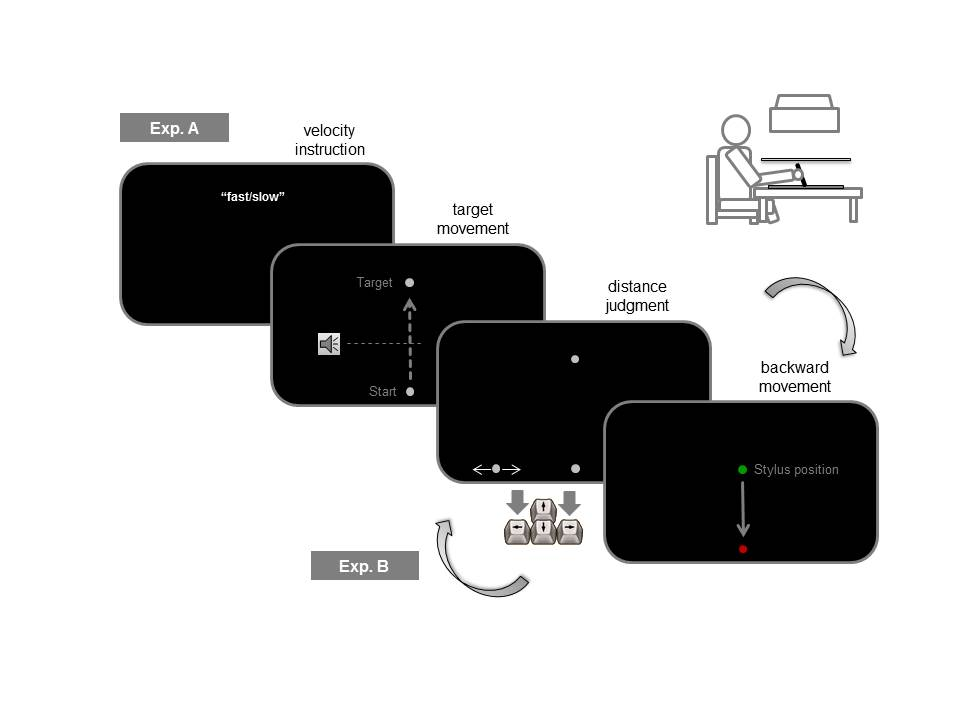 Exp. A
velocity
instruction
“fast/slow”
target
movement
Target
Start
distance
judgment
backward
movement
Stylus position
Exp. B